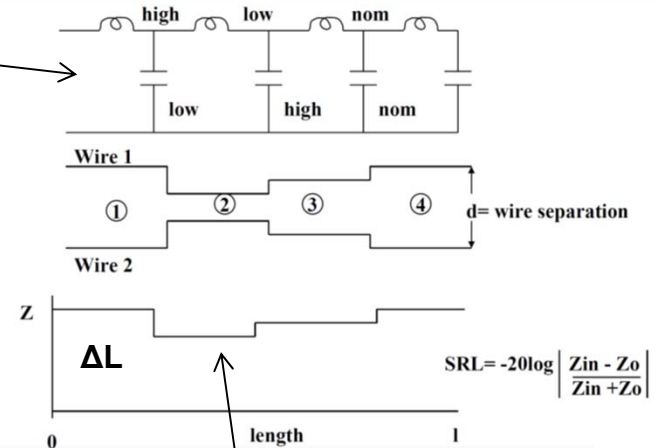 high low nom
low high nom
Wire 1
① ② ③ ④ d= wire separation
Wire 2
Z
ΔL
SRL= -20log | Zin - Zo |
Zin +Zo
0 length l